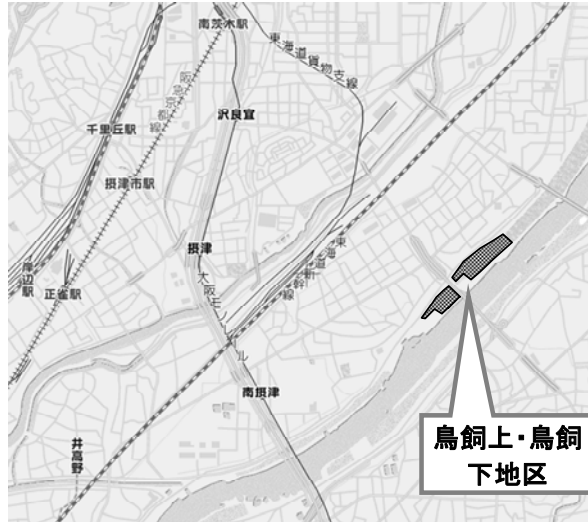 南茨木駅
東海道貨物支線
阪急京都線
沢良宜
千里丘駅
摂津市駅
摂津
東海道新幹線
岸辺駅
正雀駅
大阪モノレール
南摂津
井高野
鳥飼上・鳥飼
下地区